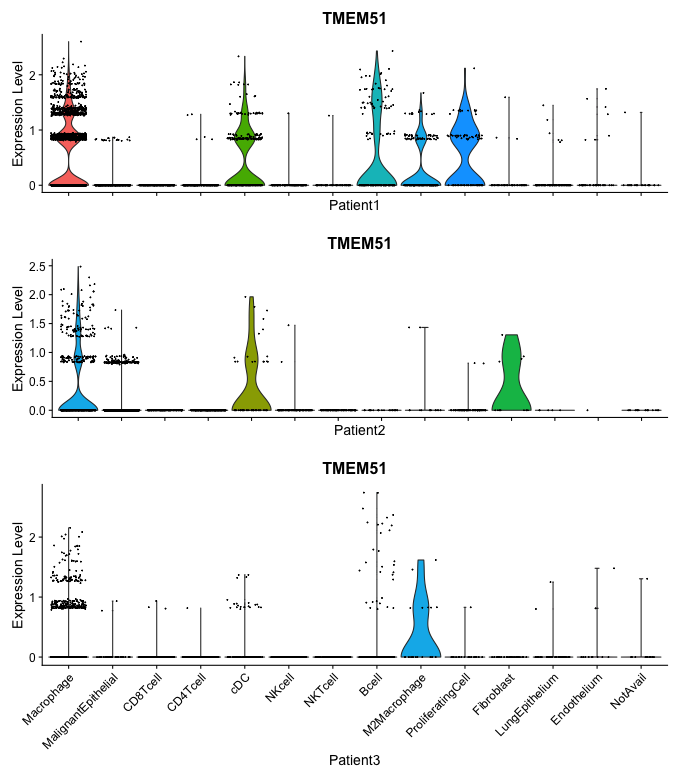 TMEM51
Expression Level
2
1
0
Patient1
TMEM51
Expression Level
2.5
2.0
1.5
1.0
0.5
0.0
Patient2
TMEM51
Expression Level
2
1
0
Macrophage
MalignantEpithelial
CD8Tcell
CD4Tcell
cDC
NKcell
NKTcell
Bcell
M2Macrophage
ProliferatingCell
Fibroblast
LungEpithelium
Endothelium
NotAvail
Patient3